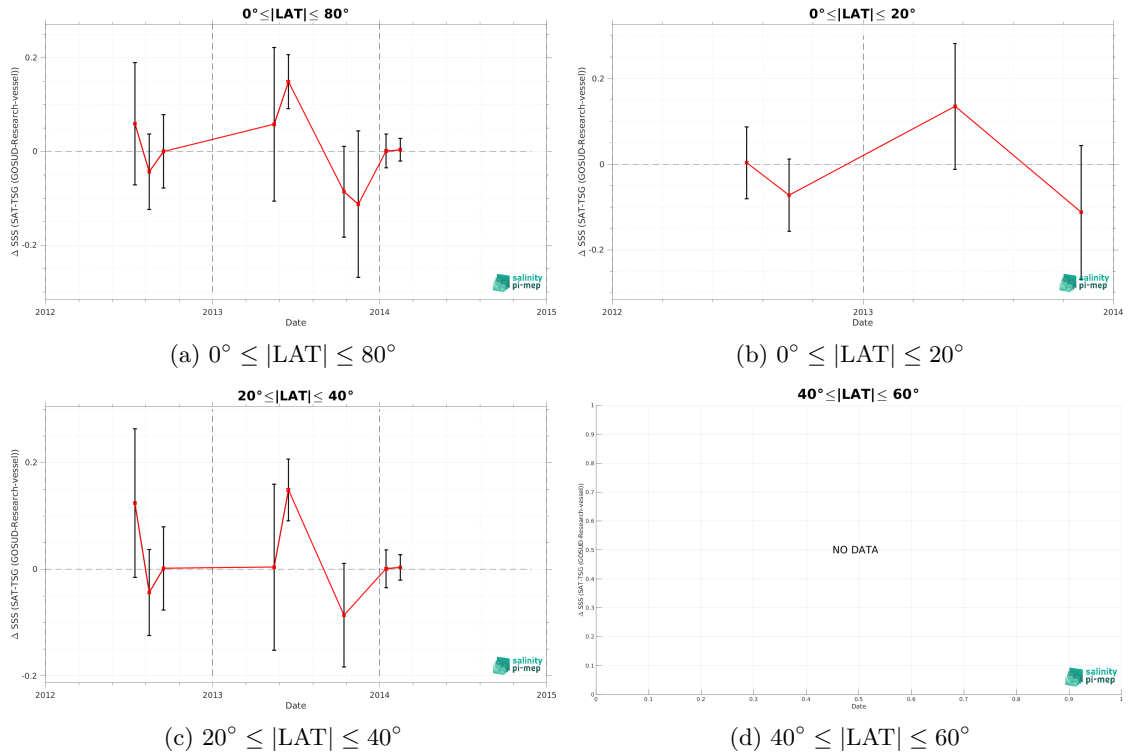 0°≤|LAT|≤ 80°
0.2
0
-0.2
Δ SSS (SAT-TSG (GOSUD-Research-vessel))
2012 2013 2014 2015
Date
salinity
pi-mep
(a) 0° ≤ |LAT| ≤ 80°
0°≤|LAT|≤ 20°
0.2
0
-0.2
Δ SSS (SAT-TSG (GOSUD-Research-vessel))
2012 2013 2014
Date
salinity
pi-mep
(b) 0° ≤ |LAT| ≤ 20°
20°≤|LAT|≤ 40°
0.2
0
-0.2
Δ SSS (SAT-TSG (GOSUD-Research-vessel))
2012 2013 2014 2015
Date
salinity
pi-mep
(c) 20° ≤ |LAT| ≤ 40°
40°≤|LAT|≤ 60°
1
0.9
0.8
0.7
0.6
0.5
0.4
0.3
0.2
0.1
0
Δ SSS (SAT-TSG (GOSUD-Research-vessel))
NO DATA
0 0.1 0.2 0.3 0.4 0.5 0.6 0.7 0.8 0.9 1
Date
salinity
pi-mep
(d) 40° ≤ |LAT| ≤ 60°